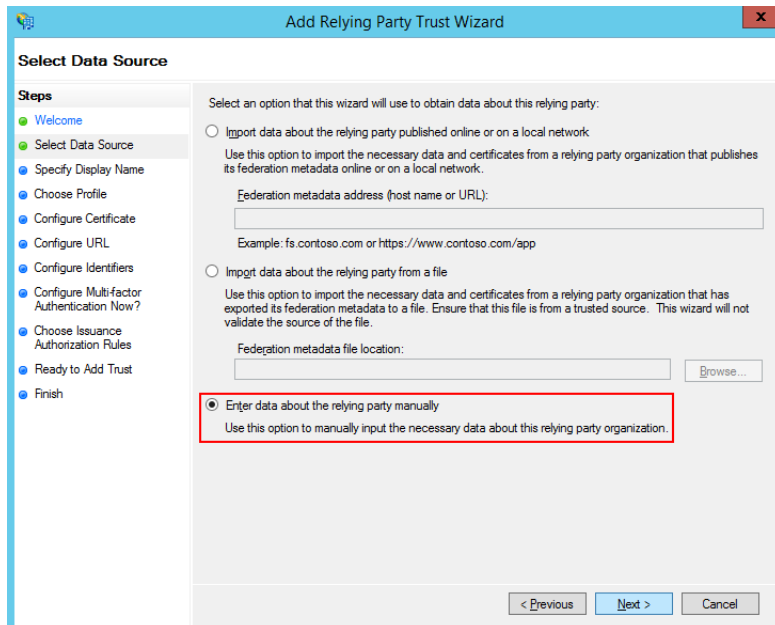 Add Relying Party Trust Wizard
x
Select Data Source
Steps
Welcome
Select Data Source
Specify Display Name
Choose Profile
Configure Certificate
Configure URL
Configure Identifiers
Configure Multi-factor
Authentication Now?
Choose Issuance
Authorization Rules
Ready to Add Trust
Finish
Select an option that this wizard will use to obtain data about this relying party:
Import data about the relying party published online or on a local network
Use this option to import the necessary data and certificates from a relying party organization that publishes
its federation metadata online or on a local network.
Federation metadata address (host name or URL):
Example: fs.contoso.com or https://www.contoso.com/app
Import data about the relying party from a file
Use this option to import the necessary data and certificates from a relying party organization that has
exported its federation metadata to a file. Ensure that this file is from a trusted source. This wizard will not
validate the source of the file.
Federation metadata file location:
Browse...
Enter data about the relying party manually
Use this option to manually input the necessary data about this relying party organization.
< Previous
Next >
Cancel